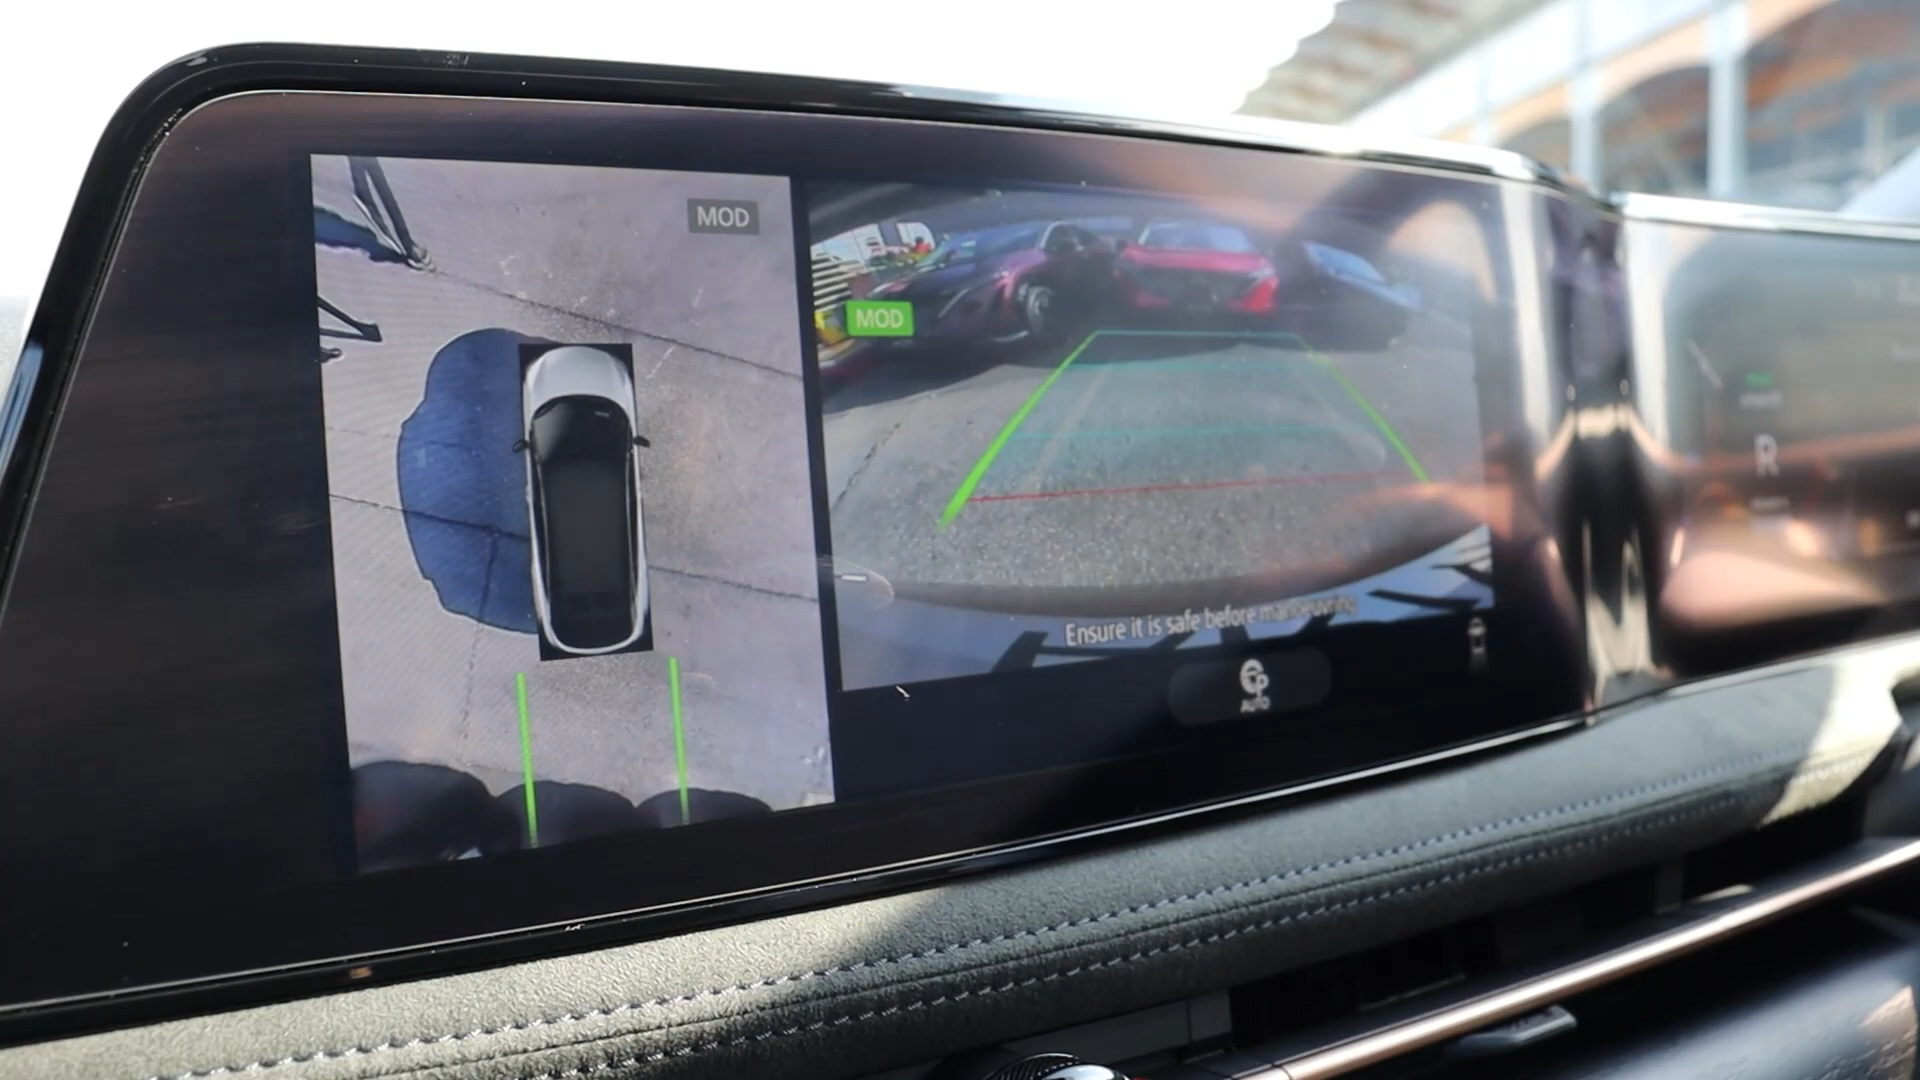 MOD
MOD
Ensure it is safe before manoeuvring
P
AUTO
R